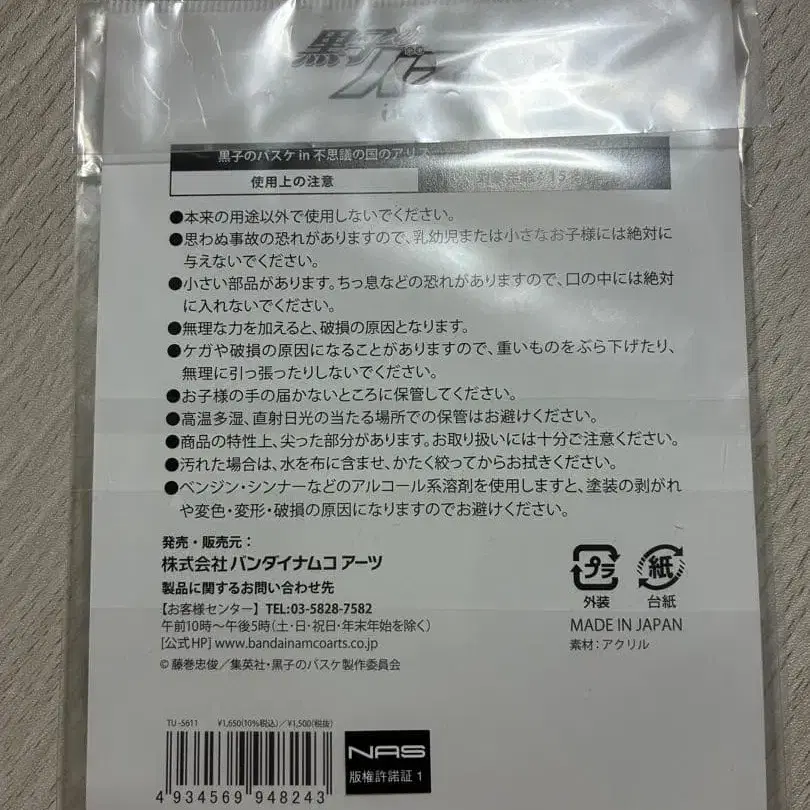 黒子の
黒子のバスケ in 不思議の国のアリス
使用上の注意
●本来の用途以外で使用しないでください。
●思わぬ事故の恐れがありますので、乳幼児または小さなお子様には絶対に
与えないでください。
●小さい部品があります。ちっ息などの恐れがありますので、口の中には絶対
に入れないでください。
●無理な力を加えると、破損の原因となります。
●ケガや破損の原因になることがありますので、重いものをぶら下げたり、
無理に引っ張ったりしないでください。
●お子様の手の届かないところに保管してください。
●高温多湿、直射日光の当たる場所での保管はお避けください。
●商品の特性上、尖った部分があります。お取り扱いには十分ご注意ください。
●汚れた場合は、水を布に含ませ、かたく絞ってからお拭きください。
●ベンジン・シンナーなどのアルコール系溶剤を使用しますと、塗装の剥がれ
や変色・変形・破損の原因になりますのでお避けください。
発売・販売元：
株式会社 バンダイナムコ アーツ
製品に関するお問い合わせ先
【お客様センター】TEL:03-5828-7582
午前10時〜午後5時(土・日・祝日・年末年始を除く)
[公式HP] www.bandainamcoarts.co.jp
© 藤巻忠俊／集英社・黒子のバスケ製作委員会
プラ
外装
紙
台紙
MADE IN JAPAN
素材：アクリル
TU-5611 ¥1,650(10%税込)／¥1,500(税抜)
4 934569 948243
NAS
版権許諾証 1